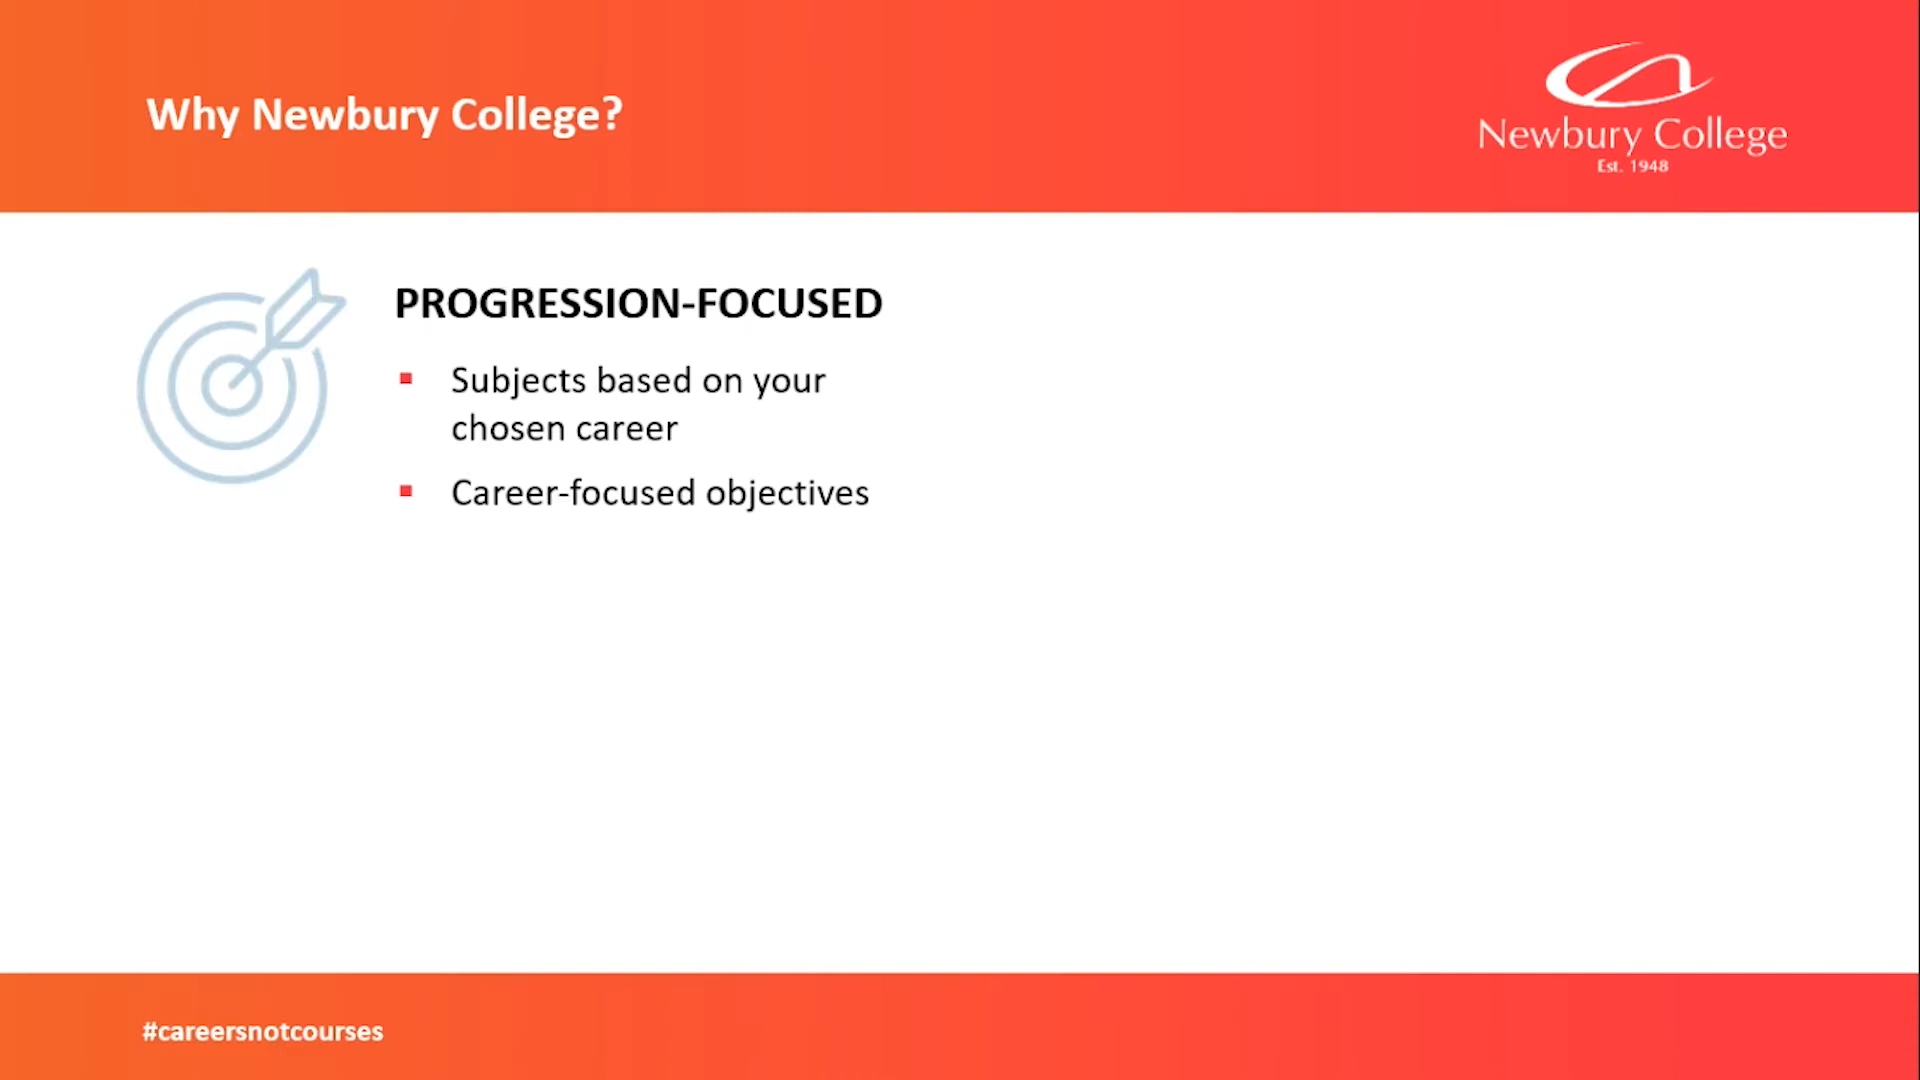 Why Newbury College?
Newbury College
Est. 1948
PROGRESSION-FOCUSED
Subjects based on your
chosen career
Career-focused objectives
#careersnotcourses